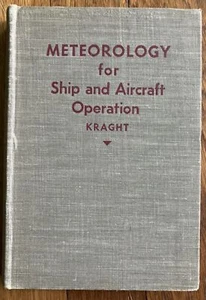 METEOROLOGY
for
Ship and Aircraft
Operation
KRAGHT